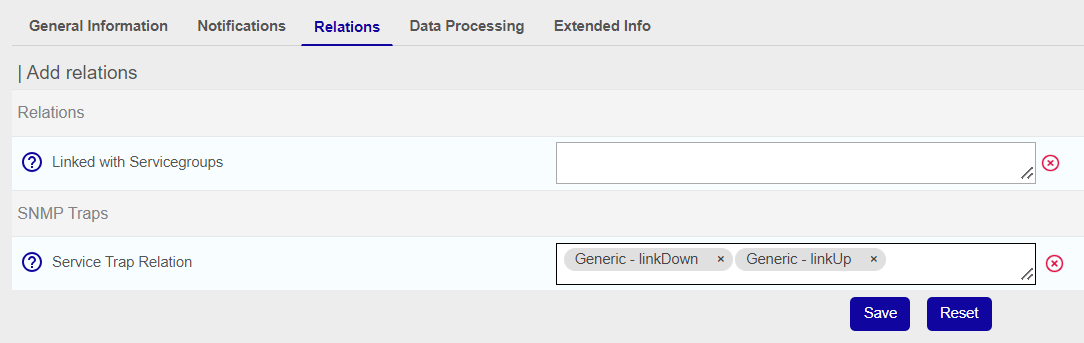 General Information Notifications Relations Data Processing Extended Info
| Add relations
Relations
? Linked with Servicegroups
SNMP Traps
? Service Trap Relation Generic - linkDown × Generic - linkUp ×
Save Reset